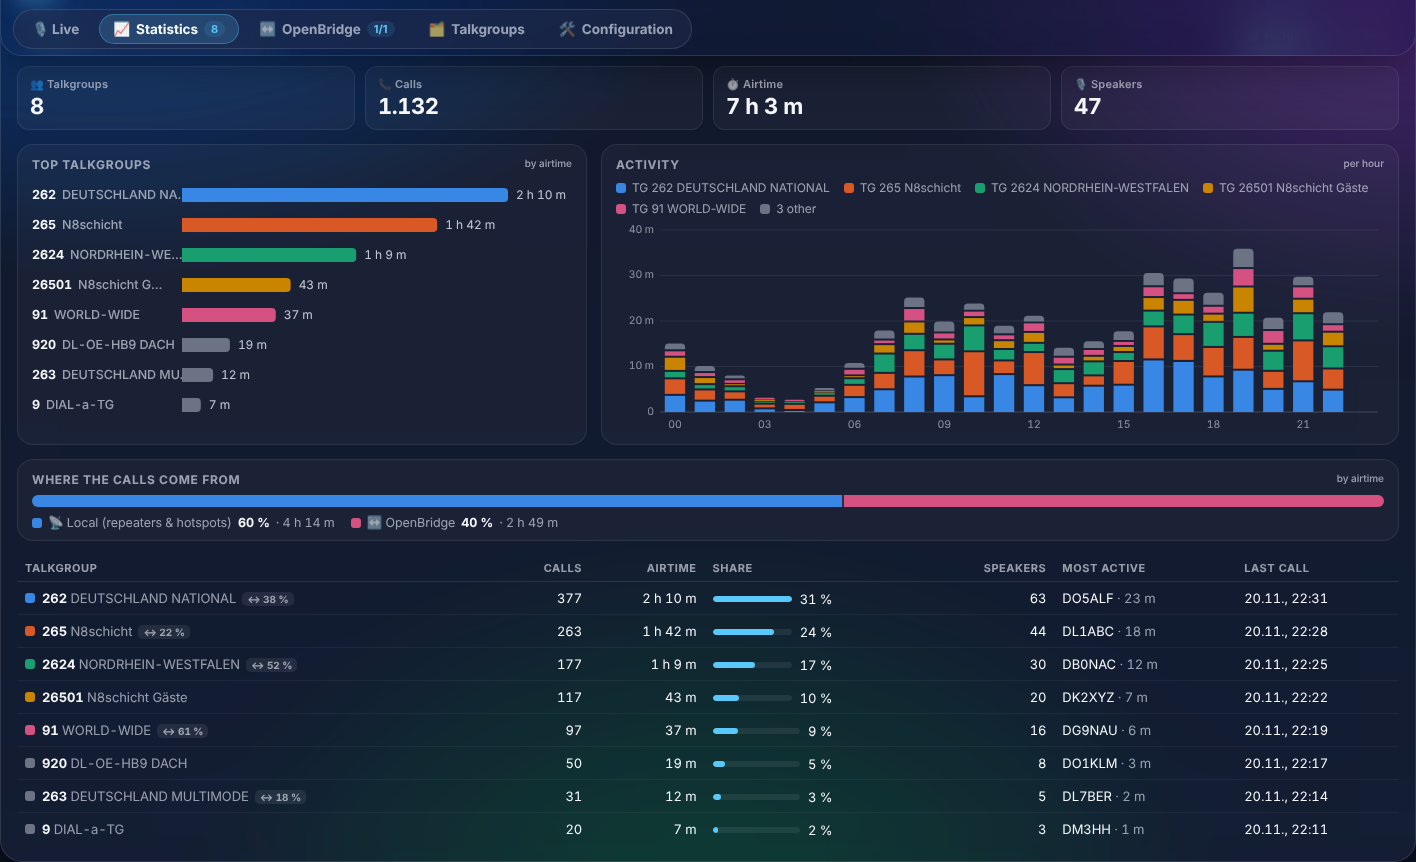 Live Statistics 8 OpenBridge 1/1 Talkgroups Configuration
Talkgroups
8
Calls
1.132
Airtime
7 h 3 m
Speakers
47
TOP TALKGROUPS by airtime
262 DEUTSCHLAND NA... 2 h 10 m
265 N8schicht 1 h 42 m
2624 NORDRHEIN-WE... 1 h 9 m
26501 N8schicht G... 43 m
91 WORLD-WIDE 37 m
920 DL-OE-HB9 DACH 19 m
263 DEUTSCHLAND MU... 12 m
9 DIAL-a-TG 7 m
ACTIVITY per hour
TG 262 DEUTSCHLAND NATIONAL TG 265 N8schicht TG 2624 NORDRHEIN-WESTFALEN TG 26501 N8schicht Gäste
TG 91 WORLD-WIDE 3 other
40 m
30 m
20 m
10 m
0
00 03 06 09 12 15 18 21
WHERE THE CALLS COME FROM by airtime
Local (repeaters & hotspots) 60 % · 4 h 14 m OpenBridge 40 % · 2 h 49 m
TALKGROUP CALLS AIRTIME SHARE SPEAKERS MOST ACTIVE LAST CALL
262 DEUTSCHLAND NATIONAL ↔ 38 % 377 2 h 10 m 31 % 63 DO5ALF · 23 m 20.11., 22:31
265 N8schicht ↔ 22 % 263 1 h 42 m 24 % 44 DL1ABC · 18 m 20.11., 22:28
2624 NORDRHEIN-WESTFALEN ↔ 52 % 177 1 h 9 m 17 % 30 DB0NAC · 12 m 20.11., 22:25
26501 N8schicht Gäste 117 43 m 10 % 20 DK2XYZ · 7 m 20.11., 22:22
91 WORLD-WIDE ↔ 61 % 97 37 m 9 % 16 DG9NAU · 6 m 20.11., 22:19
920 DL-OE-HB9 DACH 50 19 m 5 % 8 DO1KLM · 3 m 20.11., 22:17
263 DEUTSCHLAND MULTIMODE ↔ 18 % 31 12 m 3 % 5 DL7BER · 2 m 20.11., 22:14
9 DIAL-a-TG 20 7 m 2 % 3 DM3HH · 1 m 20.11., 22:11